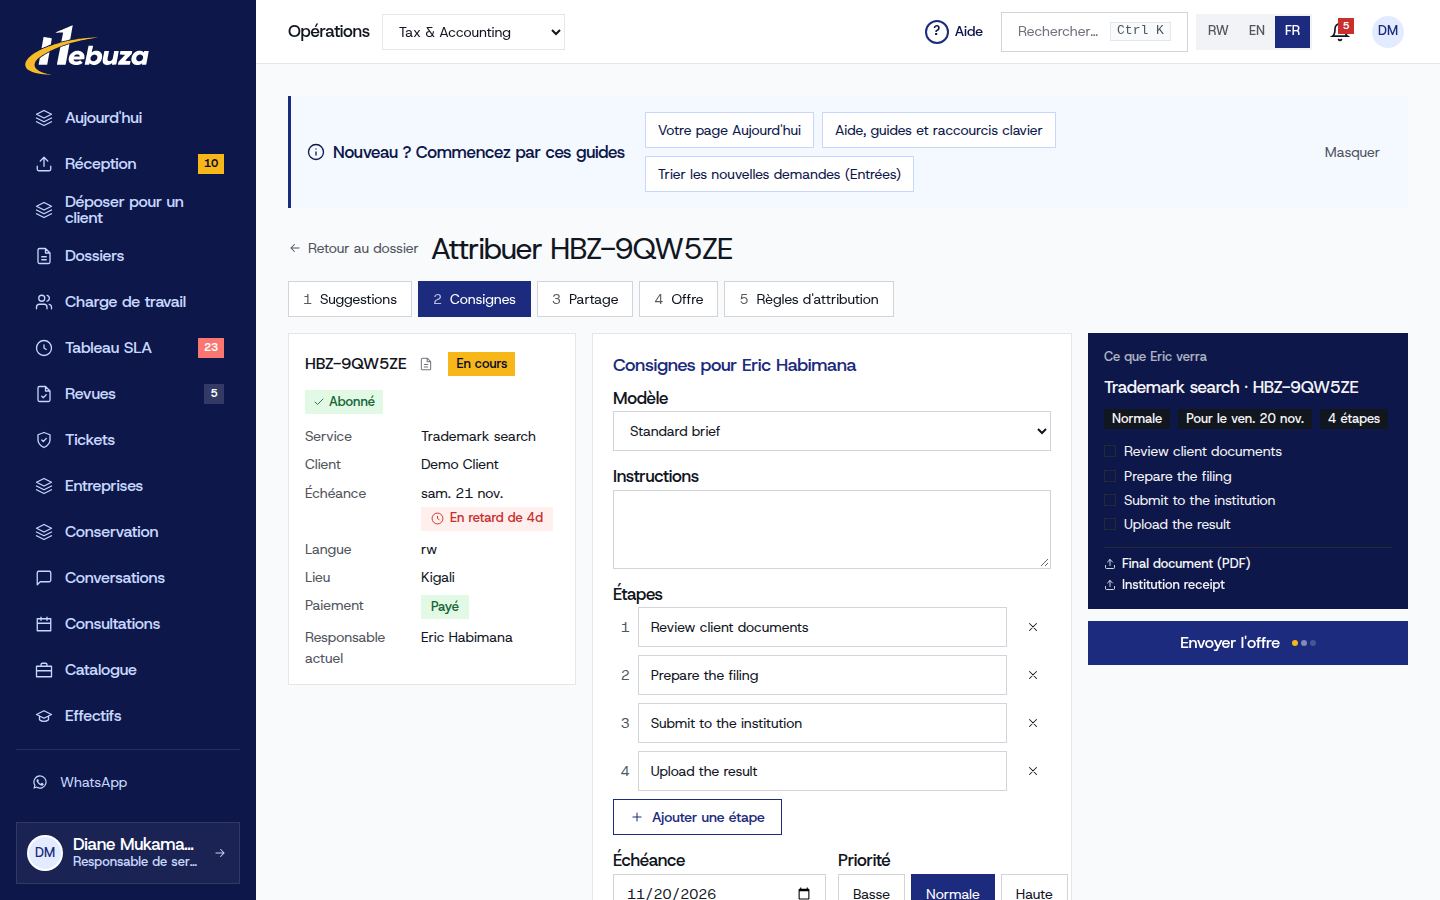 Hebuza
Opérations
Tax & Accounting
? Aide
Rechercher... Ctrl K
RW EN FR
5
DM
Aujourd'hui
Réception 10
Déposer pour un
client
Dossiers
Charge de travail
Tableau SLA 23
Revues 5
Tickets
Entreprises
Conservation
Conversations
Consultations
Catalogue
Effectifs
WhatsApp
DM
Diane Mukama...
Responsable de ser...
Nouveau ? Commencez par ces guides
Votre page Aujourd'hui
Aide, guides et raccourcis clavier
Trier les nouvelles demandes (Entrées)
Masquer
Retour au dossier
Attribuer HBZ-9QW5ZE
1 Suggestions
2 Consignes
3 Partage
4 Offre
5 Règles d'attribution
HBZ-9QW5ZE En cours
Abonné
Service Trademark search
Client Demo Client
Échéance sam. 21 nov.
En retard de 4d
Langue rw
Lieu Kigali
Paiement Payé
Responsable Eric Habimana
actuel
Consignes pour Eric Habimana
Modèle
Standard brief
Instructions
Étapes
1 Review client documents
2 Prepare the filing
3 Submit to the institution
4 Upload the result
Ajouter une étape
Échéance Priorité
11/20/2026 Basse Normale Haute
Ce que Eric verra
Trademark search · HBZ-9QW5ZE
Normale Pour le ven. 20 nov. 4 étapes
Review client documents
Prepare the filing
Submit to the institution
Upload the result
Final document (PDF)
Institution receipt
Envoyer l'offre